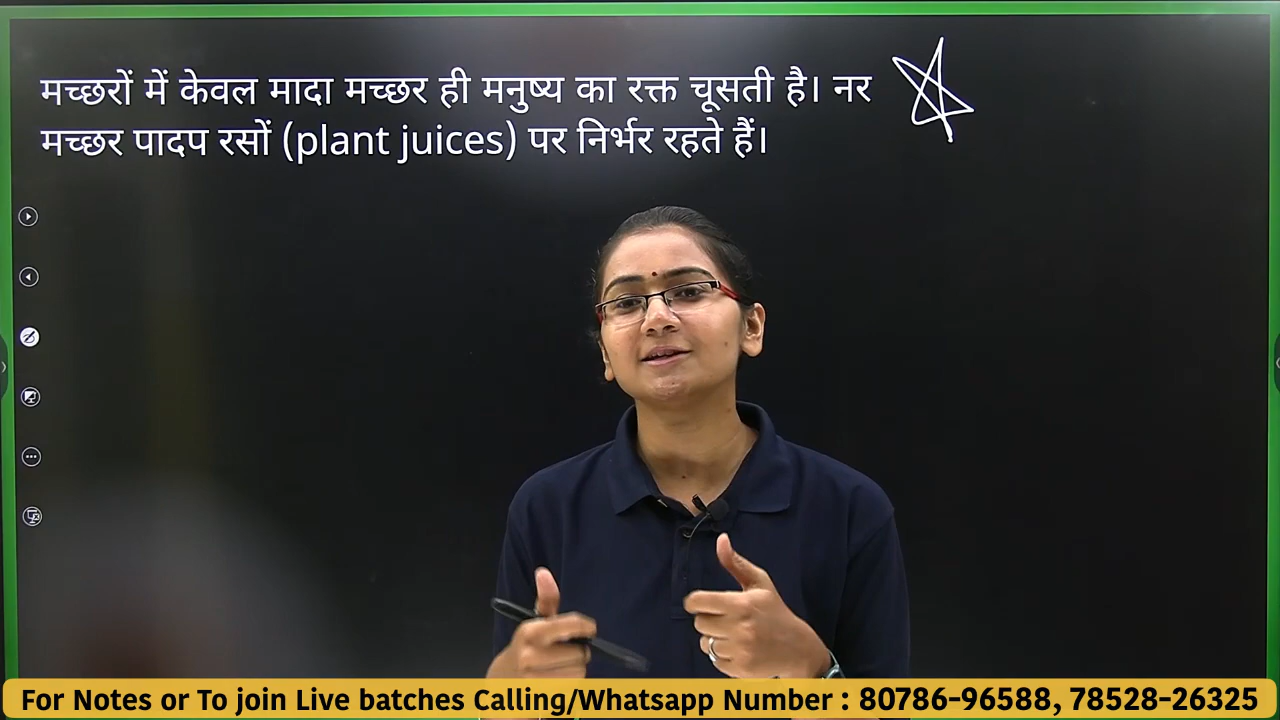 मच्छरों में केवल मादा मच्छर ही मनुष्य का रक्त चूसती है। नर
मच्छर पादप रसों (plant juices) पर निर्भर रहते हैं।
For Notes or To join Live batches Calling/Whatsapp Number : 80786-96588, 78528-26325